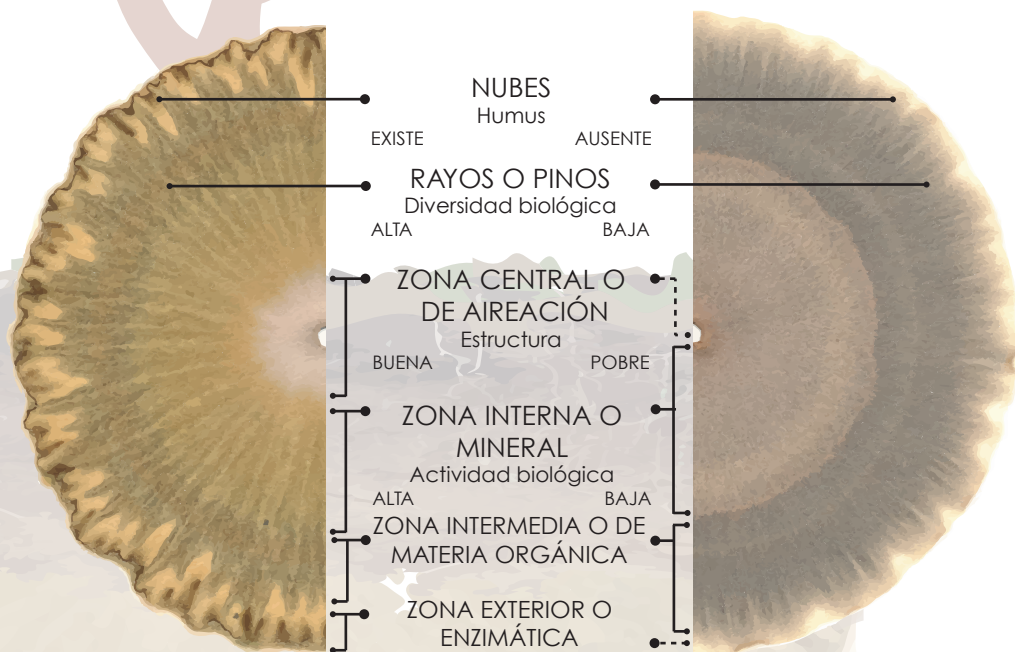 NUBES
Humus
EXISTE AUSENTE
RAYOS O PINOS
Diversidad biológica
ALTA BAJA
ZONA CENTRAL O
DE AIREACIÓN
Estructura
BUENA POBRE
ZONA INTERNA O
MINERAL
Actividad biológica
ALTA BAJA
ZONA INTERMEDIA O DE
MATERIA ORGÁNICA
ZONA EXTERIOR O
ENZIMÁTICA